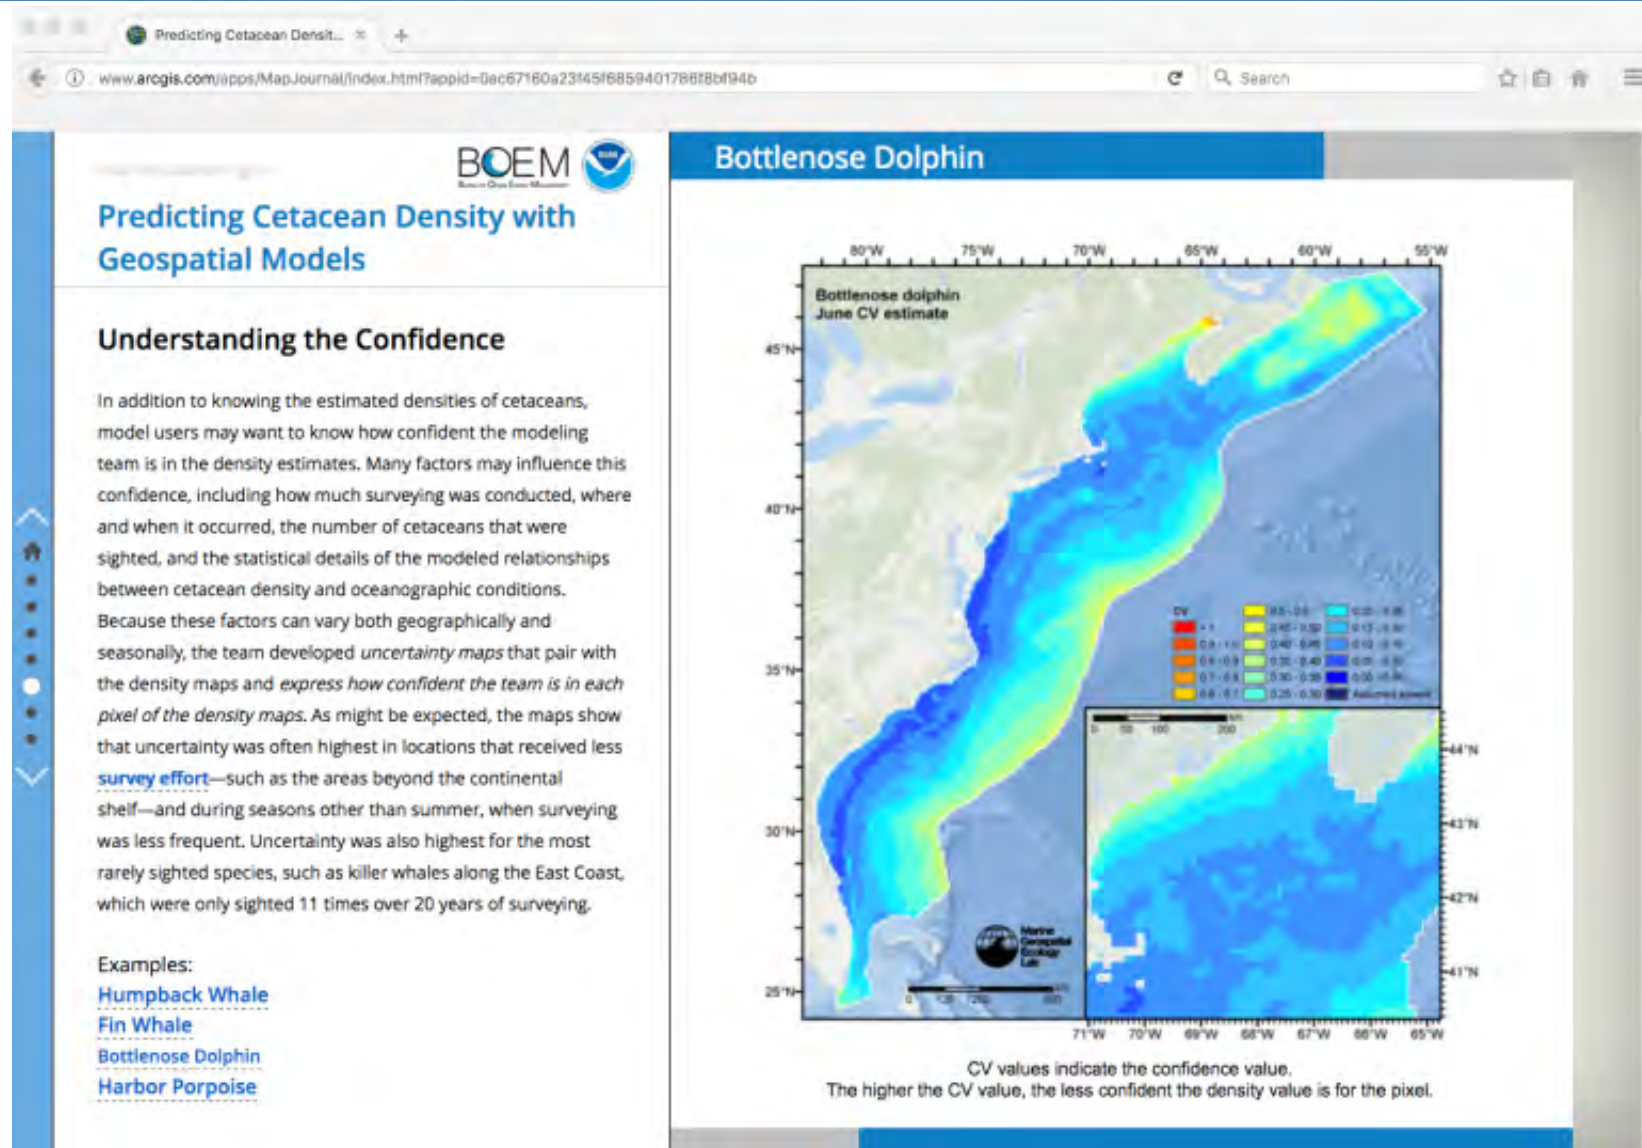 Predicting Cetacean Densit...
www.arcgis.com/apps/MapJournal/index.html?appid=0ac67160a23f45f6859401786f8bf94b
Search
BOEM
Predicting Cetacean Density with
Geospatial Models
Understanding the Confidence
In addition to knowing the estimated densities of cetaceans,
model users may want to know how confident the modeling
team is in the density estimates. Many factors may influence this
confidence, including how much surveying was conducted, where
and when it occurred, the number of cetaceans that were
sighted, and the statistical details of the modeled relationships
between cetacean density and oceanographic conditions.
Because these factors can vary both geographically and
seasonally, the team developed uncertainty maps that pair with
the density maps and express how confident the team is in each
pixel of the density maps. As might be expected, the maps show
that uncertainty was often highest in locations that received less
survey effort—such as the areas beyond the continental
shelf—and during seasons other than summer, when surveying
was less frequent. Uncertainty was also highest for the most
rarely sighted species, such as killer whales along the East Coast,
which were only sighted 11 times over 20 years of surveying.
Examples:
Humpback Whale
Fin Whale
Bottlenose Dolphin
Harbor Porpoise
Bottlenose Dolphin
80°W 75°W 70°W 65°W 60°W 55°W
Bottlenose dolphin
June CV estimate
45°N
40°N
35°N
30°N
25°N
CV
> 1
0 50 100 200
44°N
43°N
42°N
41°N
Marine
Geospatial
Ecology
Lab
71°W 70°W 69°W 68°W 67°W 66°W 65°W
CV values indicate the confidence value.
The higher the CV value, the less confident the density value is for the pixel.